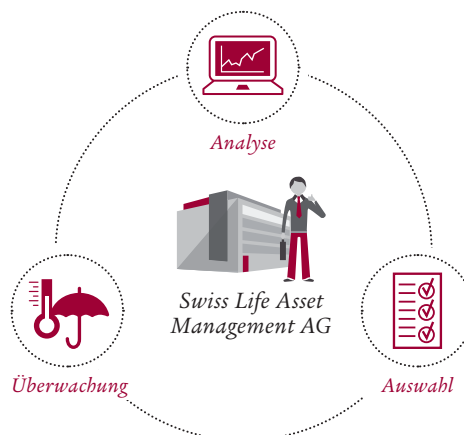 Analyse
Swiss Life Asset
Management AG
Überwachung
Auswahl